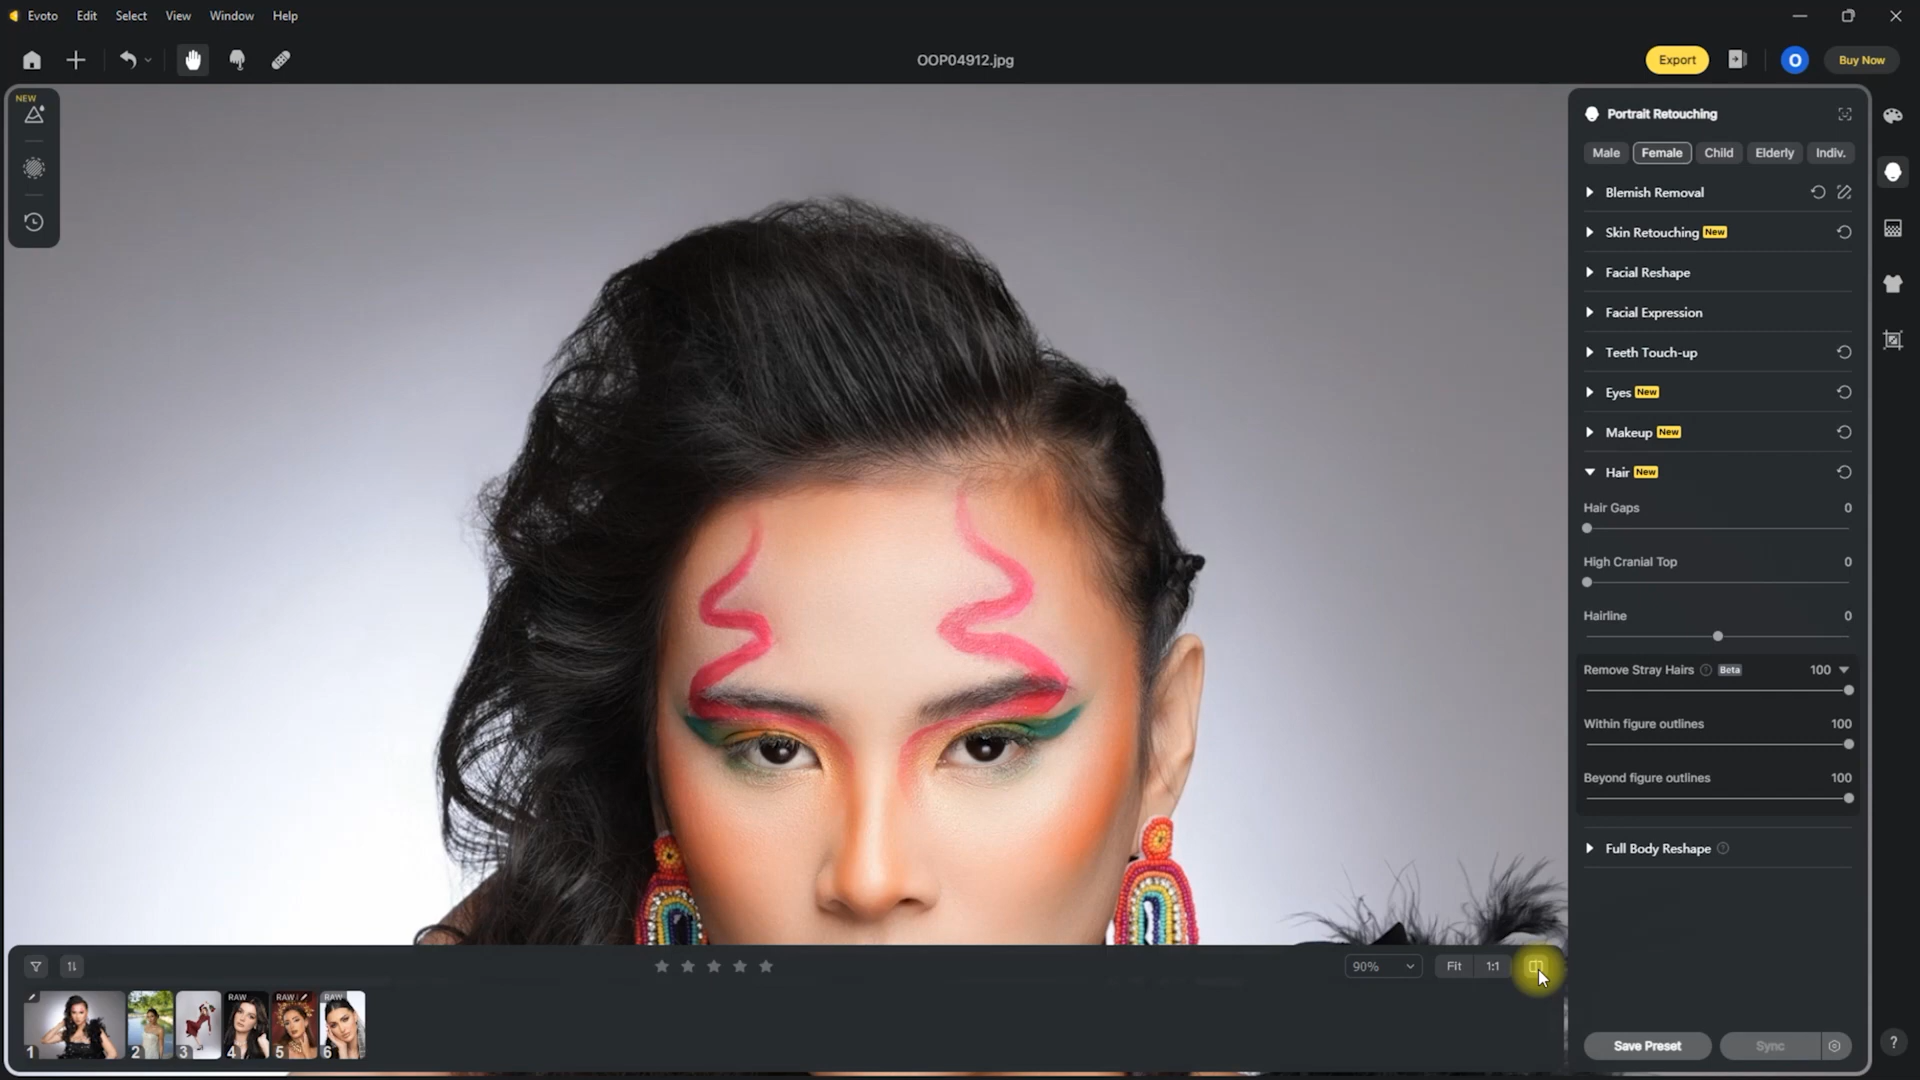 Evoto Edit Select View Window Help
OOP04912.jpg
Export
O
Buy Now
NEW
Portrait Retouching
Male Female Child Elderly Indiv.
Blemish Removal
Skin Retouching New
Facial Reshape
Facial Expression
Teeth Touch-up
Eyes New
Makeup New
Hair New
Hair Gaps 0
High Cranial Top 0
Hairline 0
Remove Stray Hairs ? Beta 100
Within figure outlines 100
Beyond figure outlines 100
Full Body Reshape ?
90% Fit 1:1
RAW RAW RAW
1 2 3 4 5 6
Save Preset Sync
?